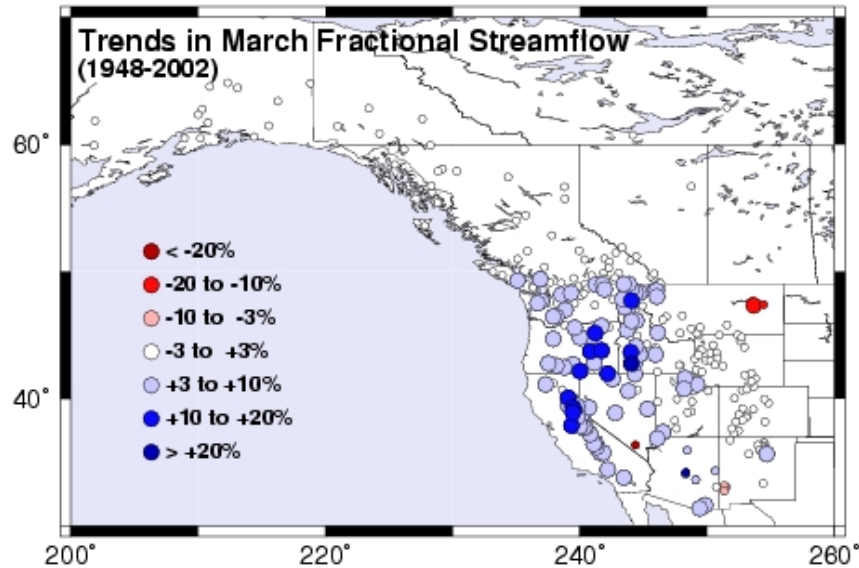 Trends in March Fractional Streamflow
(1948-2002)
60°
< -20%
-20 to -10%
-10 to -3%
-3 to +3%
+3 to +10%
+10 to +20%
> +20%
40°
200° 220° 240° 260°